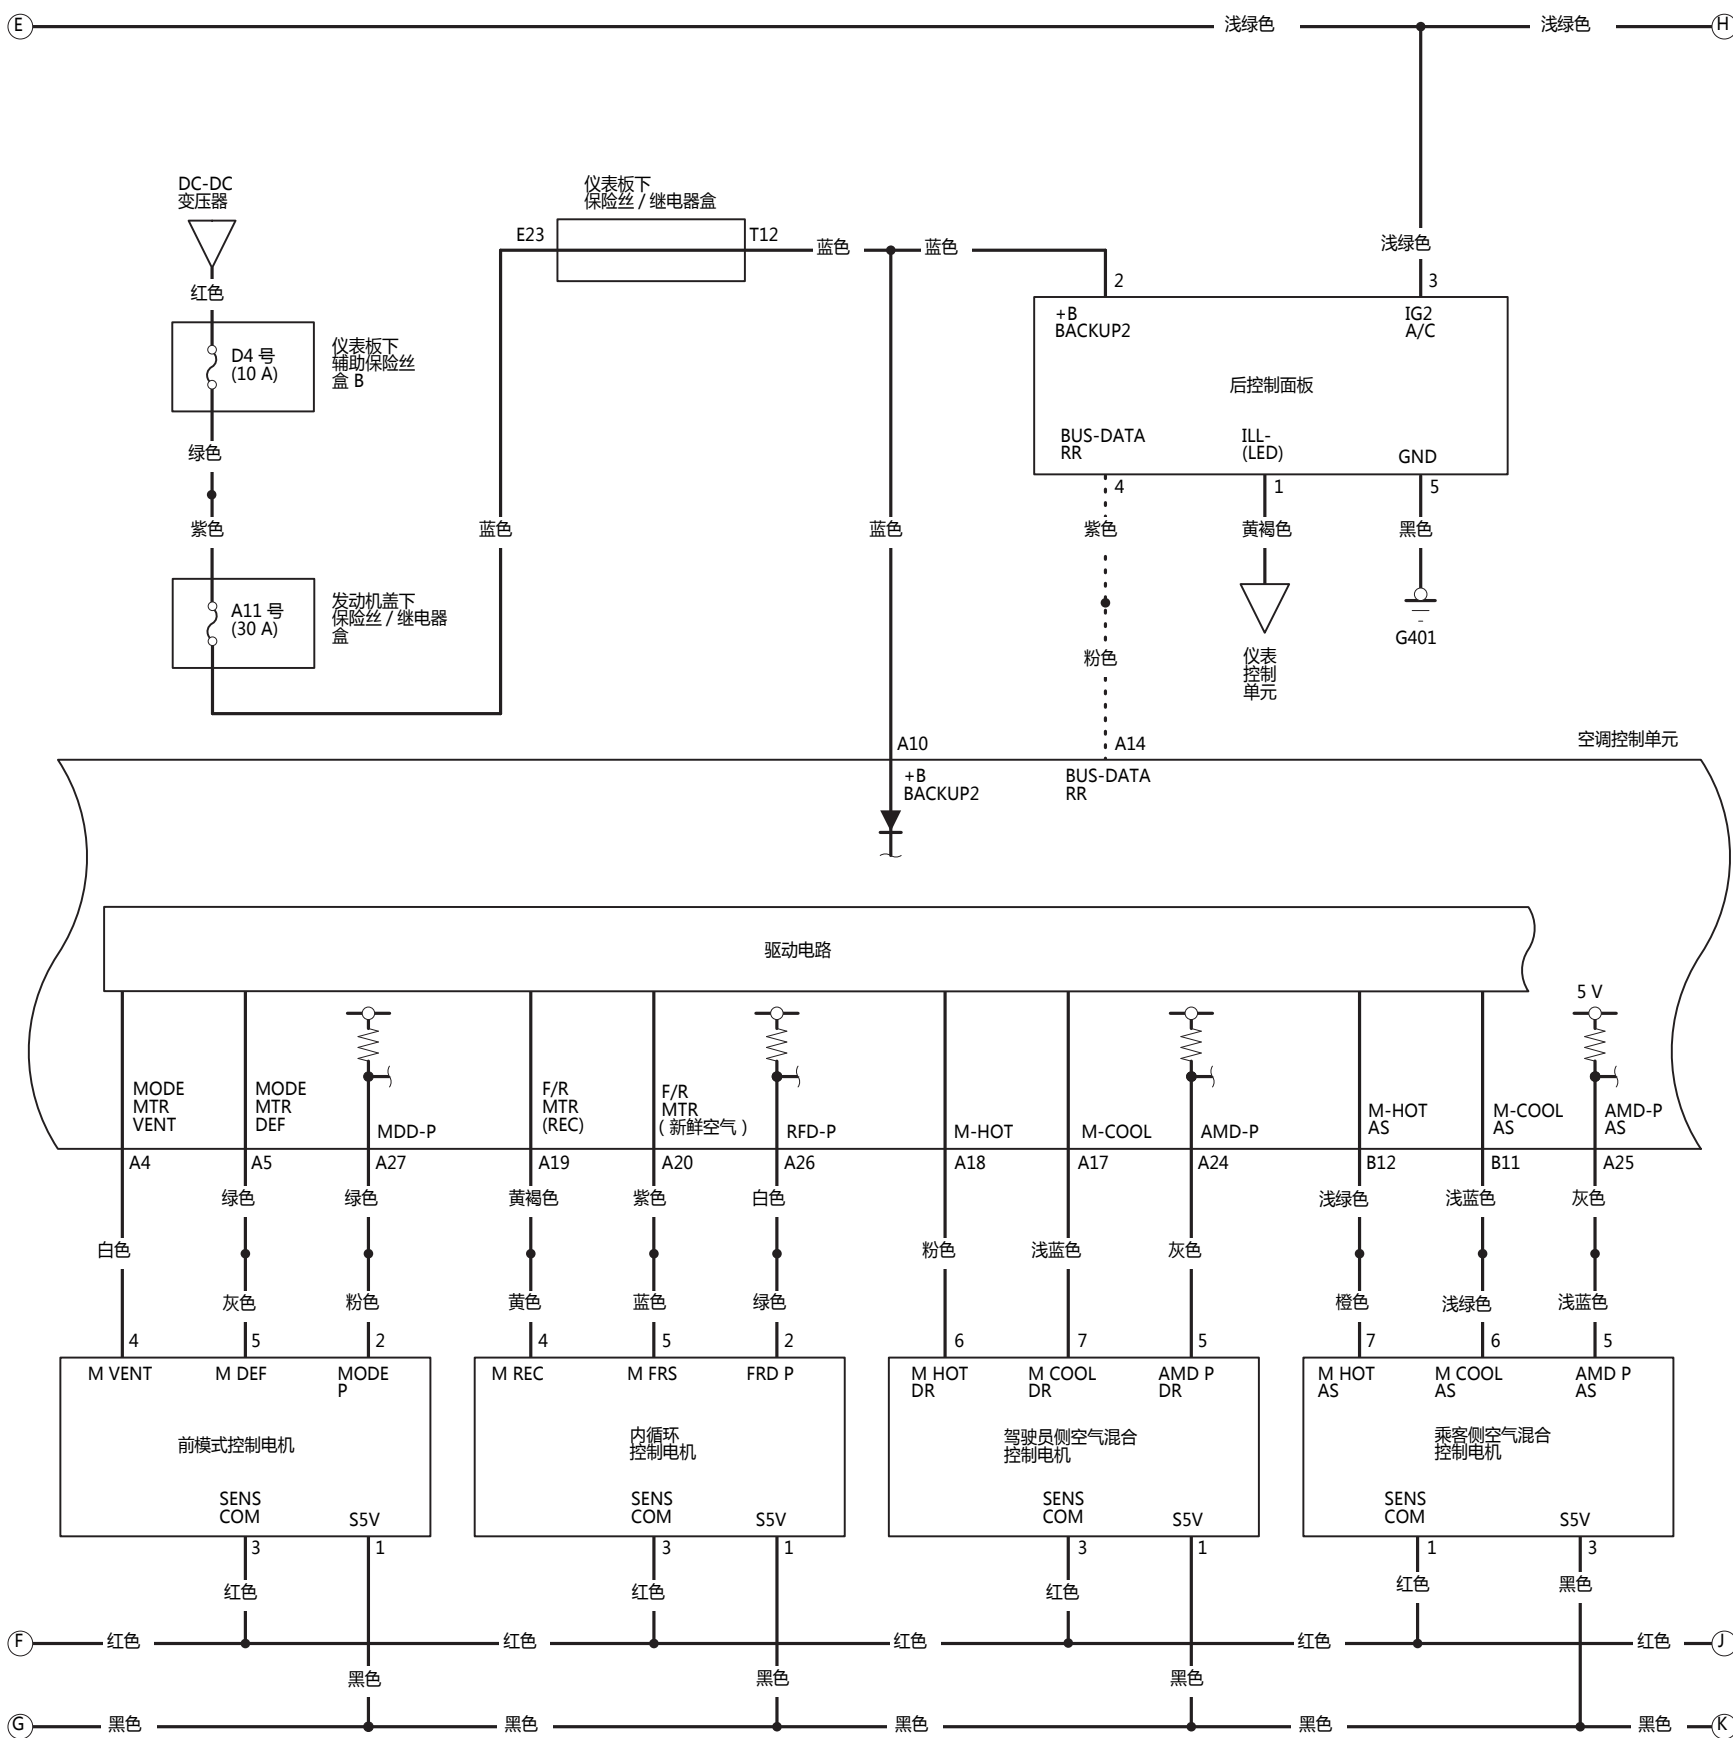 E
浅绿色
浅绿色
H
DC-DC
变压器
仪表板下
保险丝 / 继电器盒
E23
T12
蓝色
蓝色
浅绿色
红色
2
3
+B
BACKUP2
IG2
A/C
D4 号
(10 A)
仪表板下
辅助保险丝
盒 B
后控制面板
绿色
BUS-DATA
RR
ILL-
(LED)
GND
4
1
5
紫色
蓝色
蓝色
紫色
黄褐色
黑色
A11 号
(30 A)
发动机盖下
保险丝 / 继电器
盒
G401
粉色
仪表
控制
单元
A10
A14
空调控制单元
+B
BACKUP2
BUS-DATA
RR
驱动电路
5 V
MODE
MTR
VENT
MODE
MTR
DEF
MDD-P
F/R
MTR
(REC)
F/R
MTR
( 新鲜空气 )
RFD-P
M-HOT
M-COOL
AMD-P
M-HOT
AS
M-COOL
AS
AMD-P
AS
A4
A5
A27
A19
A20
A26
A18
A17
A24
B12
B11
A25
绿色
绿色
黄褐色
紫色
白色
浅绿色
浅蓝色
灰色
白色
粉色
浅蓝色
灰色
灰色
粉色
黄色
蓝色
绿色
橙色
浅绿色
浅蓝色
4
5
2
4
5
2
6
7
5
7
6
5
M VENT
M DEF
MODE
P
M REC
M FRS
FRD P
M HOT
DR
M COOL
DR
AMD P
DR
M HOT
AS
M COOL
AS
AMD P
AS
前模式控制电机
内循环
控制电机
驾驶员侧空气混合
控制电机
乘客侧空气混合
控制电机
SENS
COM
S5V
SENS
COM
S5V
SENS
COM
S5V
SENS
COM
S5V
3
1
3
1
3
1
1
3
红色
红色
红色
红色
黑色
F
红色
红色
红色
红色
红色
J
黑色
黑色
黑色
G
黑色
黑色
黑色
黑色
黑色
K